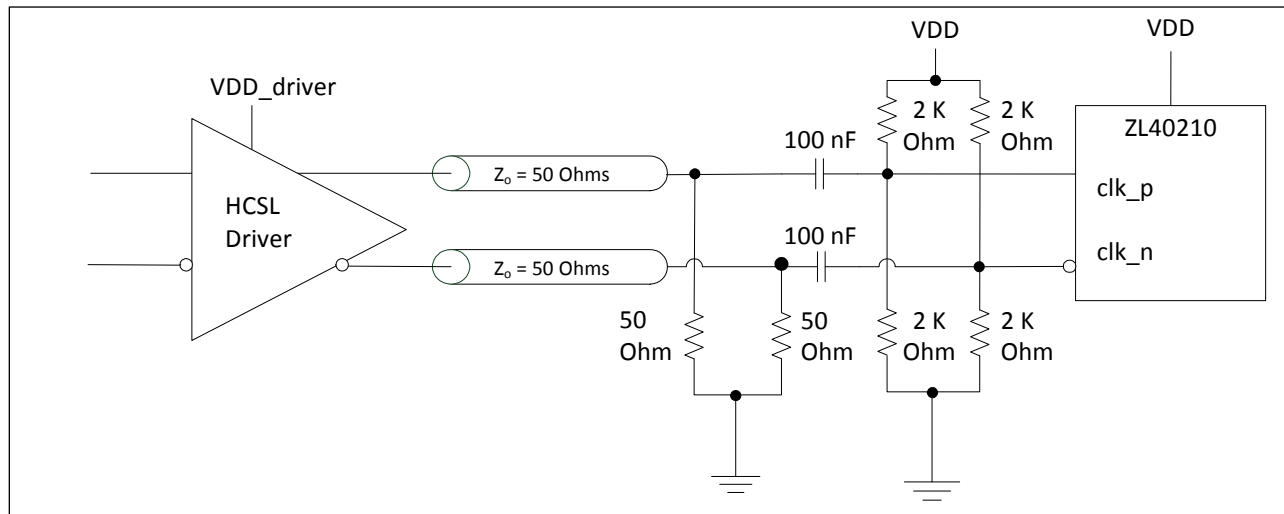 VDD
VDD
VDD_driver
2 K
Ohm
2 K
Ohm
ZL40210
100 nF
Zₒ = 50 Ohms
clk_p
HCSL
Driver
100 nF
clk_n
Zₒ = 50 Ohms
50
Ohm
50
Ohm
2 K
Ohm
2 K
Ohm